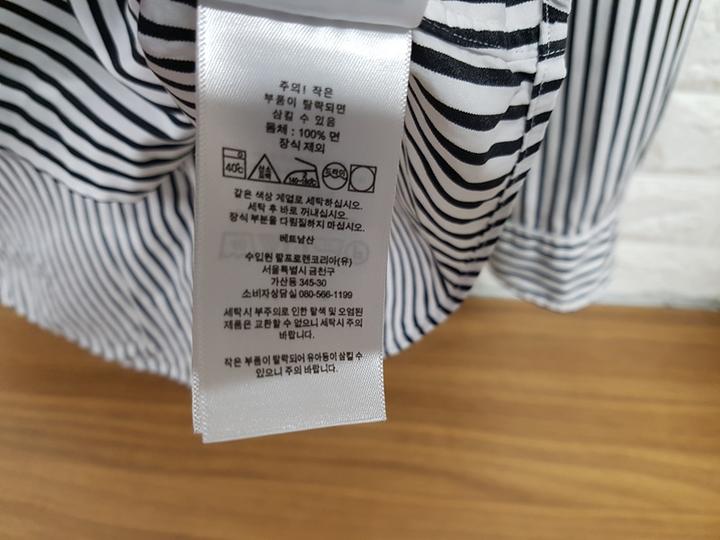 주의! 작은
부품이 탈락되면
삼킬 수 있음
몸체 : 100% 면
장식 제외
40℃ 140~160℃ 드라이
같은 색상 계열로 세탁하십시오.
세탁 후 바로 꺼내십시오.
장식 부분을 다림질하지 마십시오.
베트남산
수입원 랄프로렌코리아(유)
서울특별시 금천구
가산동 345-30
소비자상담실 080-566-1199
세탁시 부주의로 인한 탈색 및 오염된
제품은 교환할 수 없으니 세탁시 주의
바랍니다.
작은 부품이 탈락되어 유아등이 삼킬 수
있으니 주의 바랍니다.